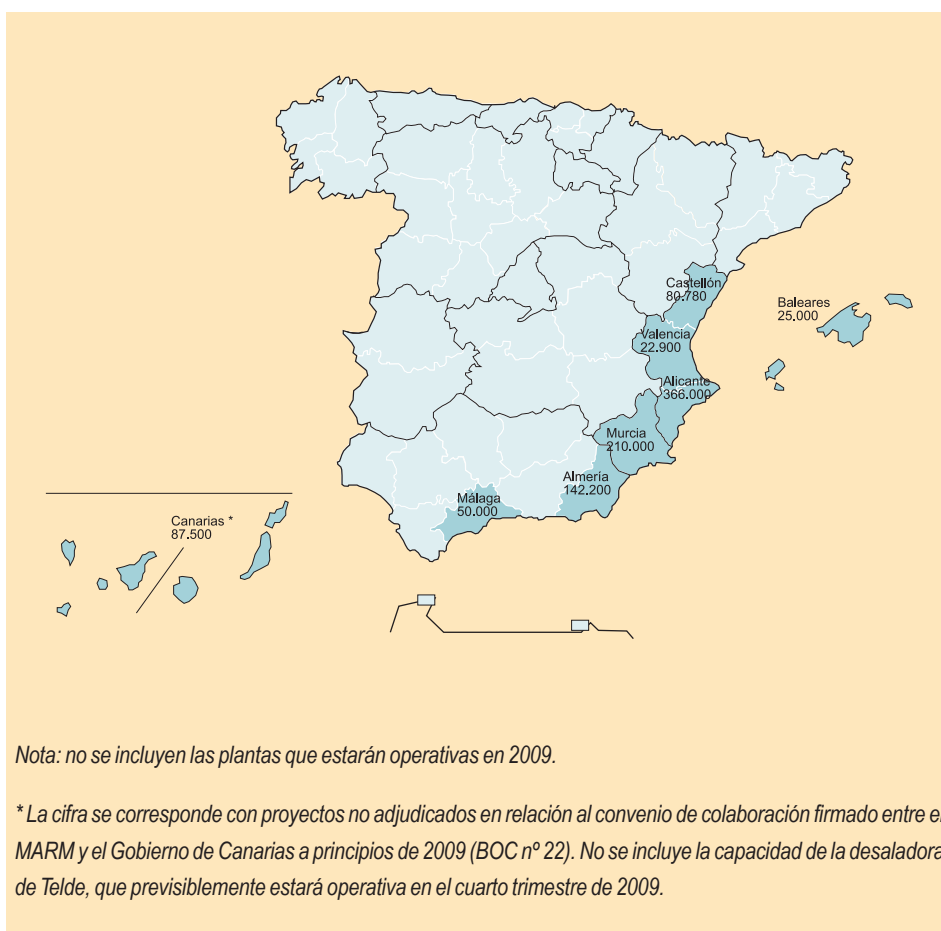 Castellón
80.780
Baleares
25.000
Valencia
22.900
Alicante
366.000
Murcia
210.000
Almería
142.200
Málaga
50.000
Canarias *
87.500
Nota: no se incluyen las plantas que estarán operativas en 2009.
* La cifra se corresponde con proyectos no adjudicados en relación al convenio de colaboración firmado entre e
MARM y el Gobierno de Canarias a principios de 2009 (BOC nº 22). No se incluye la capacidad de la desaladora
de Telde, que previsiblemente estará operativa en el cuarto trimestre de 2009.